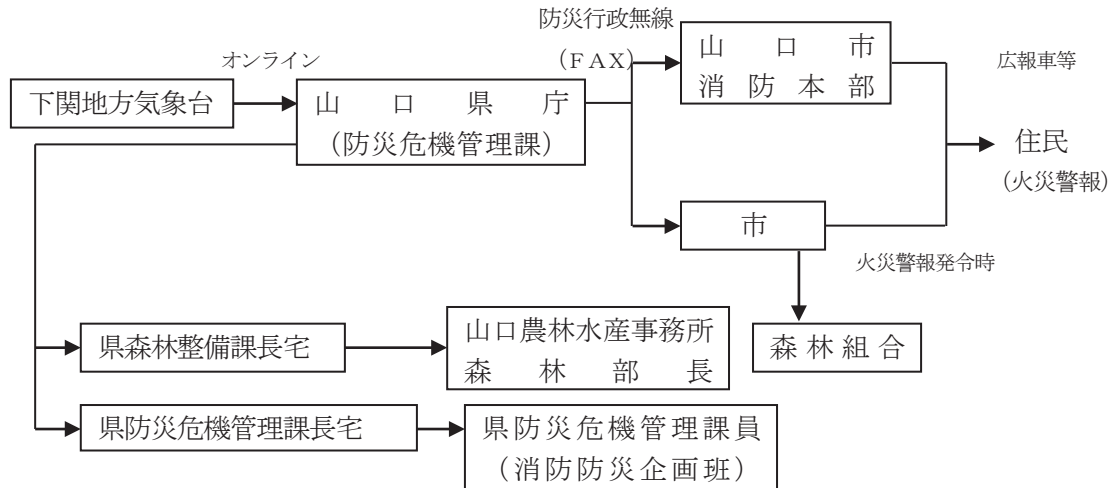 防災行政無線
オンライン
（ＦＡＸ）
山口市
消防本部
広報車等
下関地方気象台
山口県庁
（防災危機管理課）
住民
（火災警報）
市
火災警報発令時
県森林整備課長宅
山口農林水産事務所
森林部長
森林組合
県防災危機管理課長宅
県防災危機管理課員
（消防防災企画班）